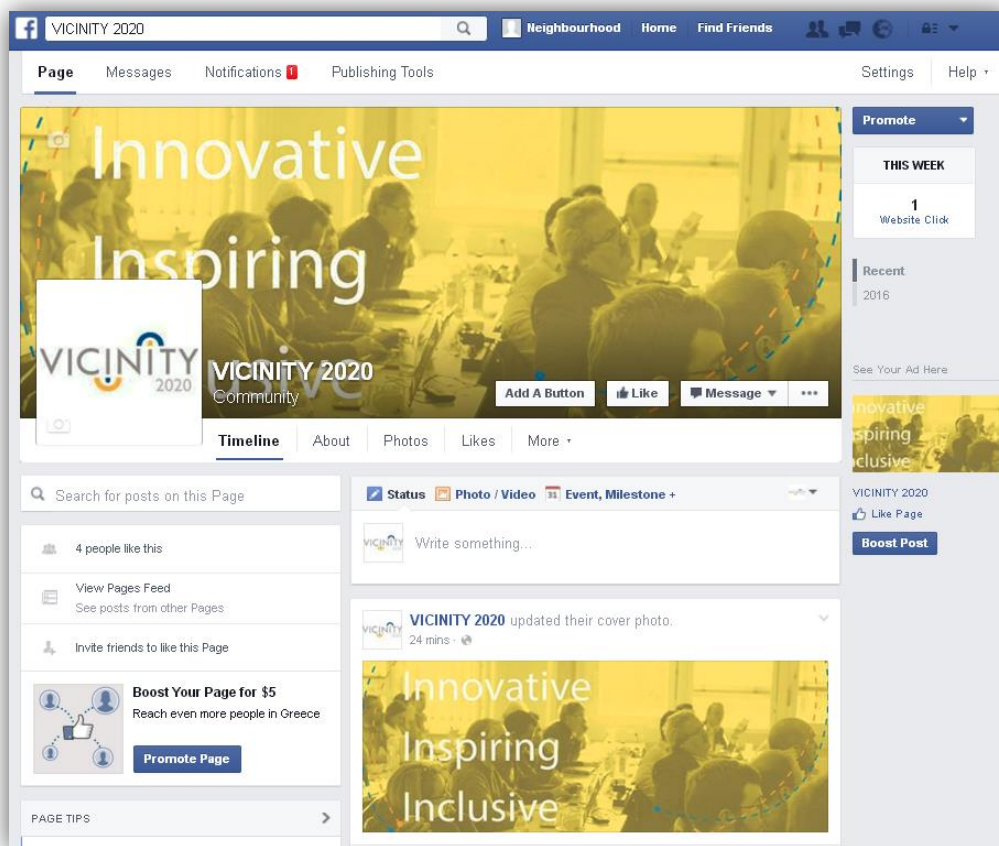 VICINITY 2020
Neighbourhood Home Find Friends
Page Messages Notifications 1 Publishing Tools Settings Help
Innovative
Inspiring
usive
VICINITY
2020
VICINITY 2020
Community
Add A Button Like Message ...
Timeline About Photos Likes More
Promote
THIS WEEK
1
Website Click
Recent
2016
See Your Ad Here
novative
spiring
clusive
VICINITY 2020
Like Page
Boost Post
Search for posts on this Page
4 people like this
View Pages Feed
See posts from other Pages
Invite friends to like this Page
Boost Your Page for $5
Reach even more people in Greece
Promote Page
PAGE TIPS
Status Photo / Video 31 Event, Milestone +
VICINITY
Write something...
VICINITY
VICINITY 2020 updated their cover photo.
24 mins ·
Innovative
Inspiring
Inclusive